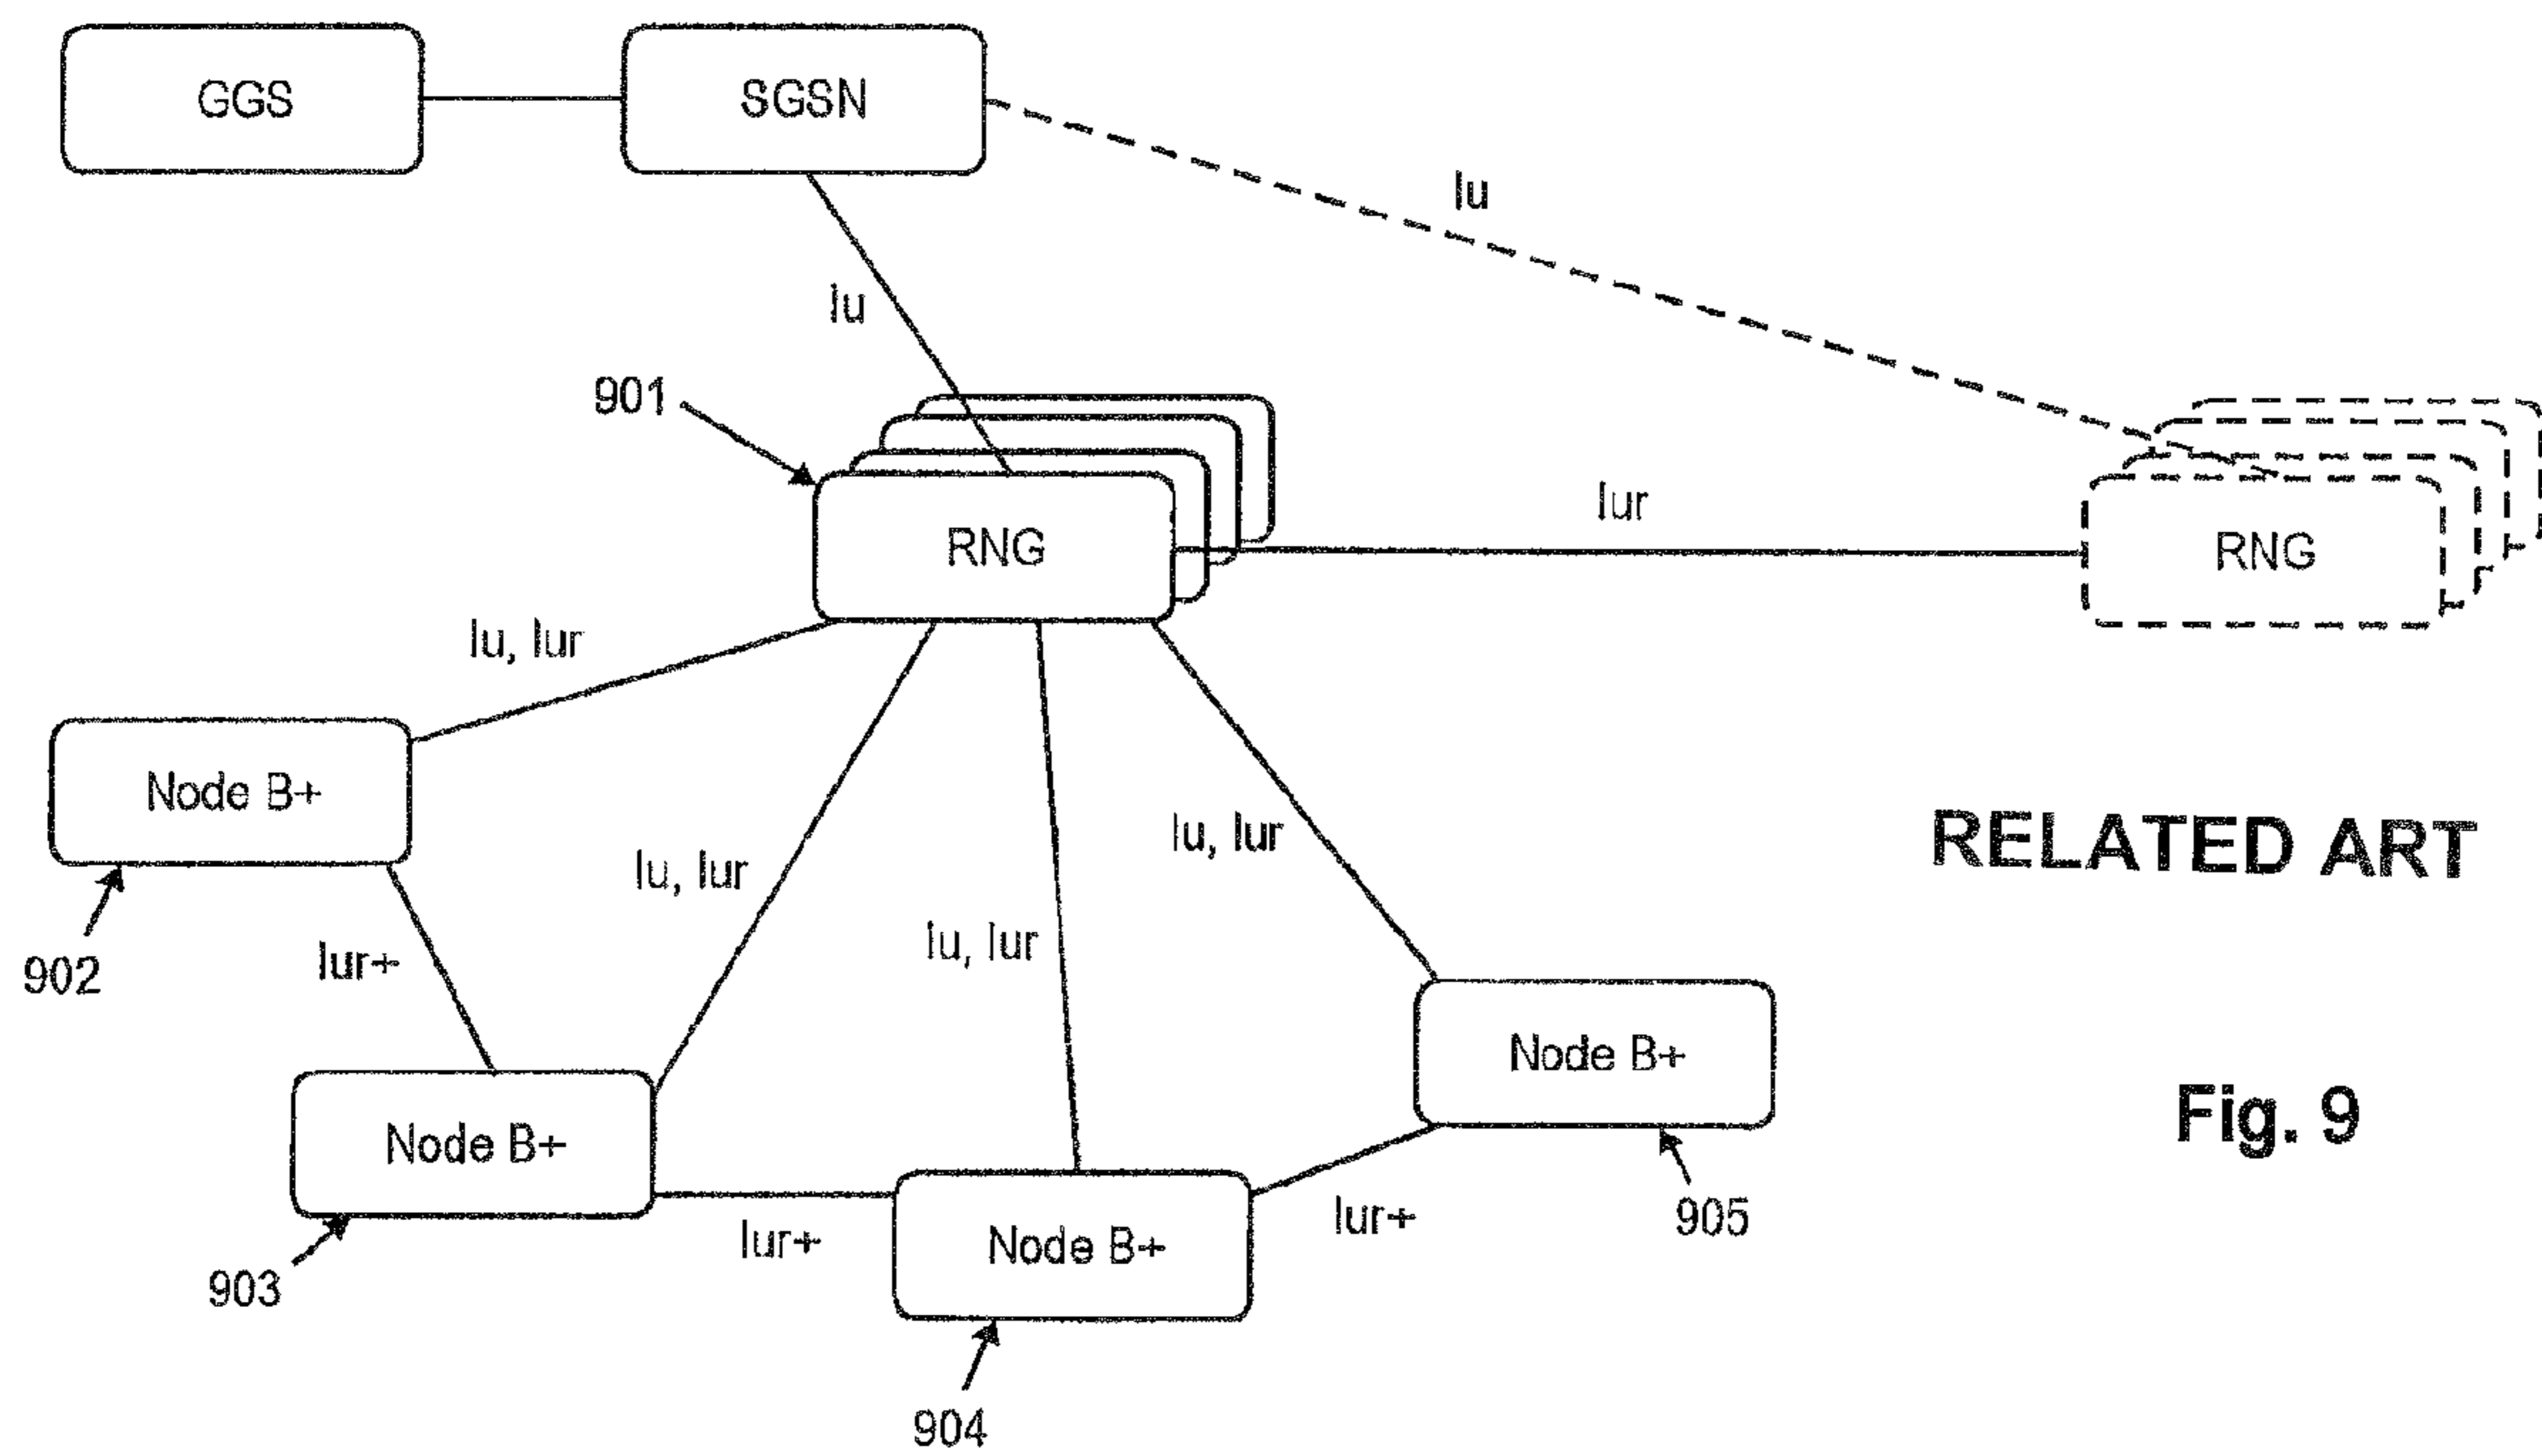 GGS
SGSN
Iu
Iu
901
RNG
Iur
RNG
Iu, Iur
Node B+
Iu, Iur
Iu, Iur
Iu, Iur
RELATED ART
902
Iur+
Node B+
Node B+
Fig. 9
903
Iur+
Node B+
Iur+
905
904